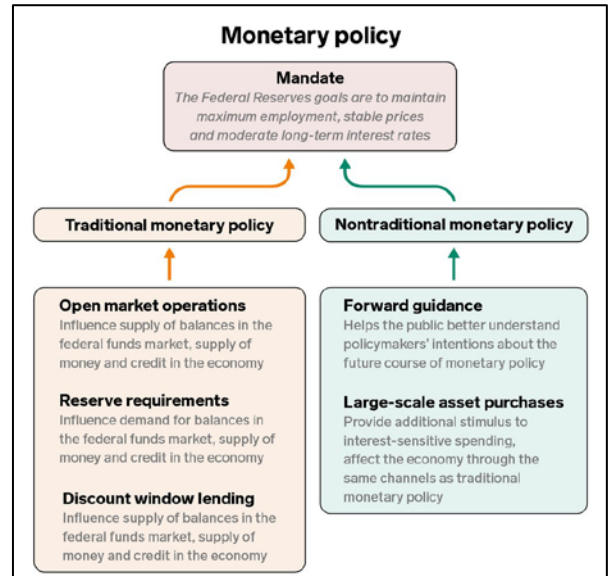 Monetary policy
Mandate
The Federal Reserves goals are to maintain
maximum employment, stable prices
and moderate long-term interest rates
Traditional monetary policy
Nontraditional monetary policy
Open market operations
Influence supply of balances in the
federal funds market, supply of
money and credit in the economy
Reserve requirements
Influence demand for balances in
the federal funds market, supply of
money and credit in the economy
Discount window lending
Influence supply of balances in the
federal funds market, supply of
money and credit in the economy
Forward guidance
Helps the public better understand
policymakers' intentions about the
future course of monetary policy
Large-scale asset purchases
Provide additional stimulus to
interest-sensitive spending,
affect the economy through the
same channels as traditional
monetary policy